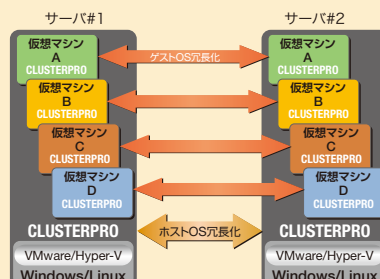 サーバ#1
サーバ#2
仮想マシン
A
CLUSTERPRO
ゲストOS冗長化
仮想マシン
A
CLUSTERPRO
仮想マシン
B
CLUSTERPRO
仮想マシン
B
CLUSTERPRO
仮想マシン
C
CLUSTERPRO
仮想マシン
C
CLUSTERPRO
仮想マシン
D
CLUSTERPRO
仮想マシン
D
CLUSTERPRO
CLUSTERPRO
ホストOS冗長化
CLUSTERPRO
VMware/Hyper-V
VMware/Hyper-V
Windows/Linux
Windows/Linux